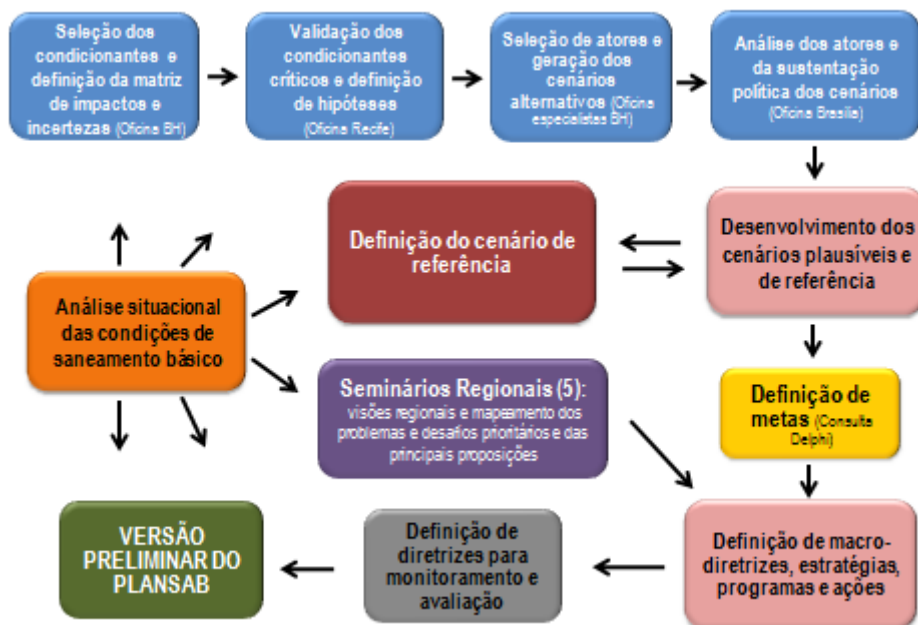 Seleção dos
condicionantes e
definição da matriz
de impactos e
incertezas (Oficina BH)
Validação dos
condicionantes
críticos e definição
de hipóteses
(Oficina Recife)
Seleção de atores e
geração dos
cenários
alternativos (Oficina
especialistas BH)
Análise dos atores e
da sustentação
política dos cenários
(Oficina Brasília)
Definição do cenário de
referência
Desenvolvimento dos
cenários plausíveis e
de referência
Análise situacional
das condições de
saneamento básico
Seminários Regionais (5):
visões regionais e mapeamento dos
problemas e desafios prioritários e das
principais proposições
Definição de
metas (Consulta
Delphi)
VERSÃO
PRELIMINAR DO
PLANSAB
Definição de
diretrizes para
monitoramento e
avaliação
Definição de macro-
diretrizes, estratégias,
programas e ações